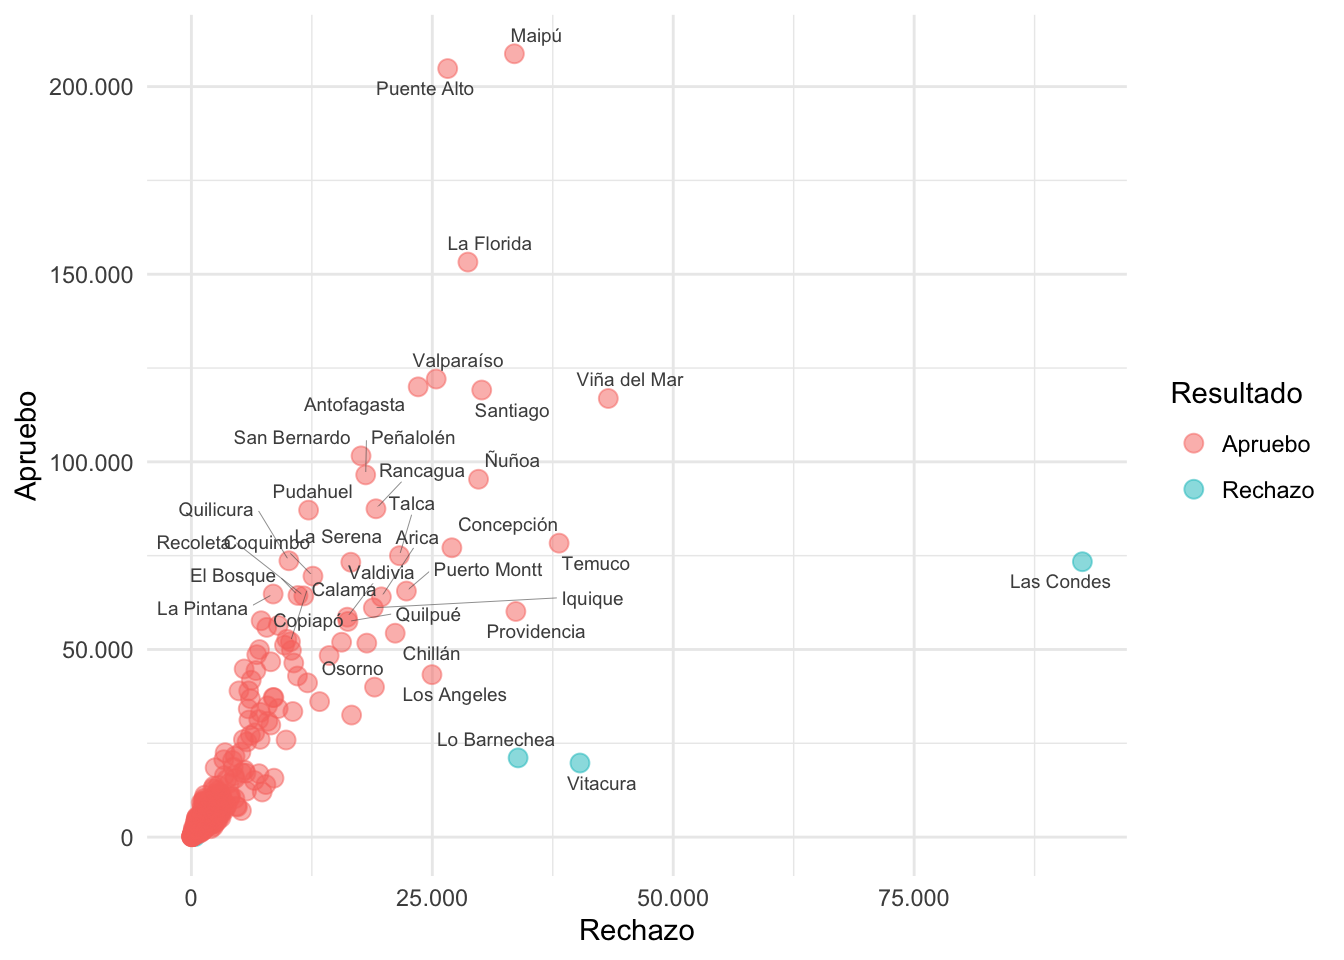 Maipú
200.000
Puente Alto
La Florida
150.000
Valparaíso
Viña del Mar
Antofagasta
Santiago
San Bernardo
Peñalolén
Ñuñoa
100.000
Rancagua
Pudahuel
Talca
Quilicura
Concepción
La Serena
Arica
Recoleta
Coquimbo
Temuco
Puerto Montt
Valdivia
El Bosque
Las Condes
Calama
Iquique
La Pintana
Quilpué
Copiapó
Providencia
50.000
Chillán
Osorno
Los Angeles
Lo Barnechea
Vitacura
0
0
25.000
50.000
75.000
Rechazo
Apruebo
Resultado
Apruebo
Rechazo